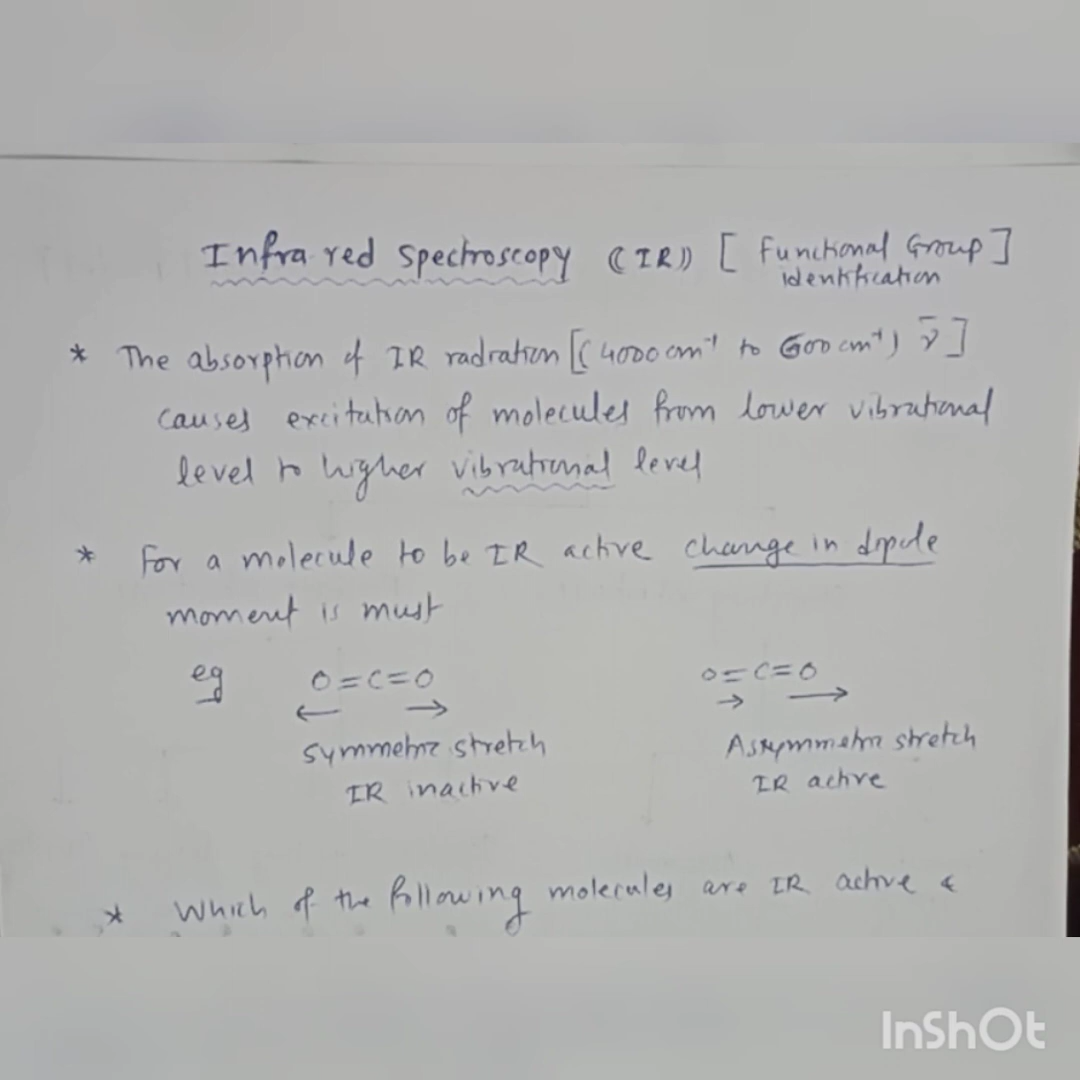 Infra red Spectroscopy (IR) [ Functional Group ]
identification
* The absorption of IR radiation [(4000 cm⁻¹ to 600 cm⁻¹) ν̅ ]
causes excitation of molecules from lower vibrational
level to higher vibrational level
* For a molecule to be IR active change in dipole
moment is must
eg O=C=O O=C=O
← → → →
symmetric stretch Assymmetric stretch
IR inactive IR active
* Which of the following molecules are IR active &
InShOt